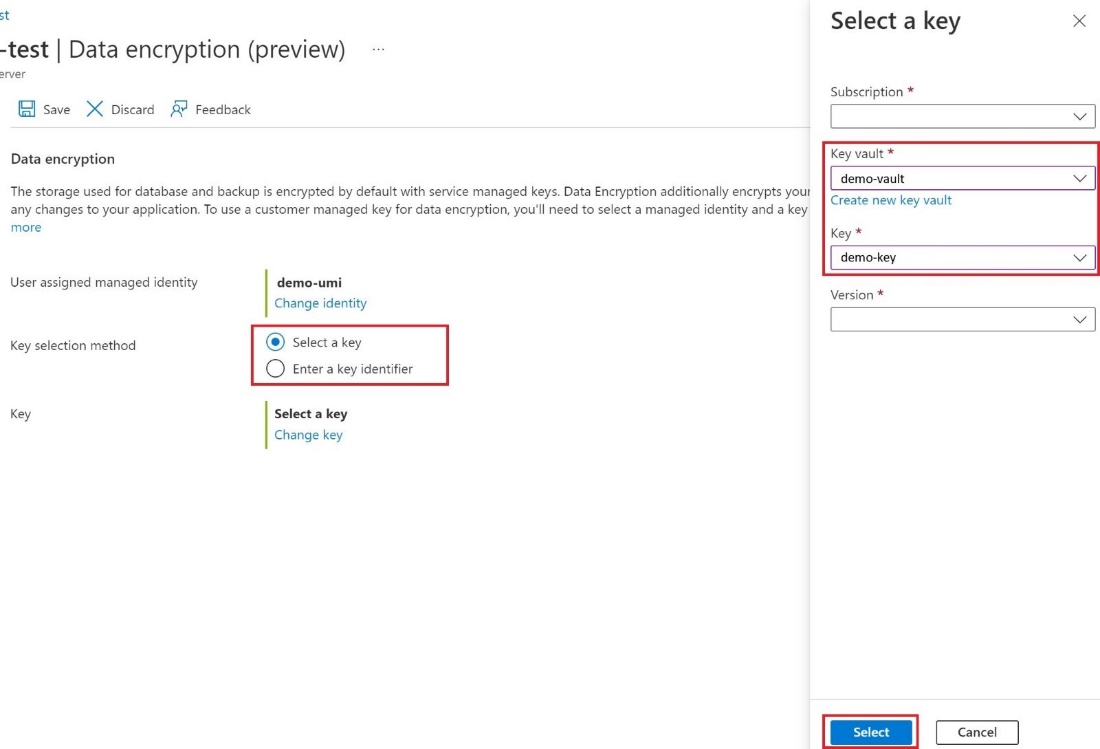 st
-test | Data encryption (preview) ...
erver
Save Discard Feedback
Data encryption
The storage used for database and backup is encrypted by default with service managed keys. Data Encryption additionally encrypts your
any changes to your application. To use a customer managed key for data encryption, you'll need to select a managed identity and a key
more
User assigned managed identity
demo-umi
Change identity
Key selection method
Select a key
Enter a key identifier
Key
Select a key
Change key
Select a key
Subscription *
Key vault *
demo-vault
Create new key vault
Key *
demo-key
Version *
Select Cancel